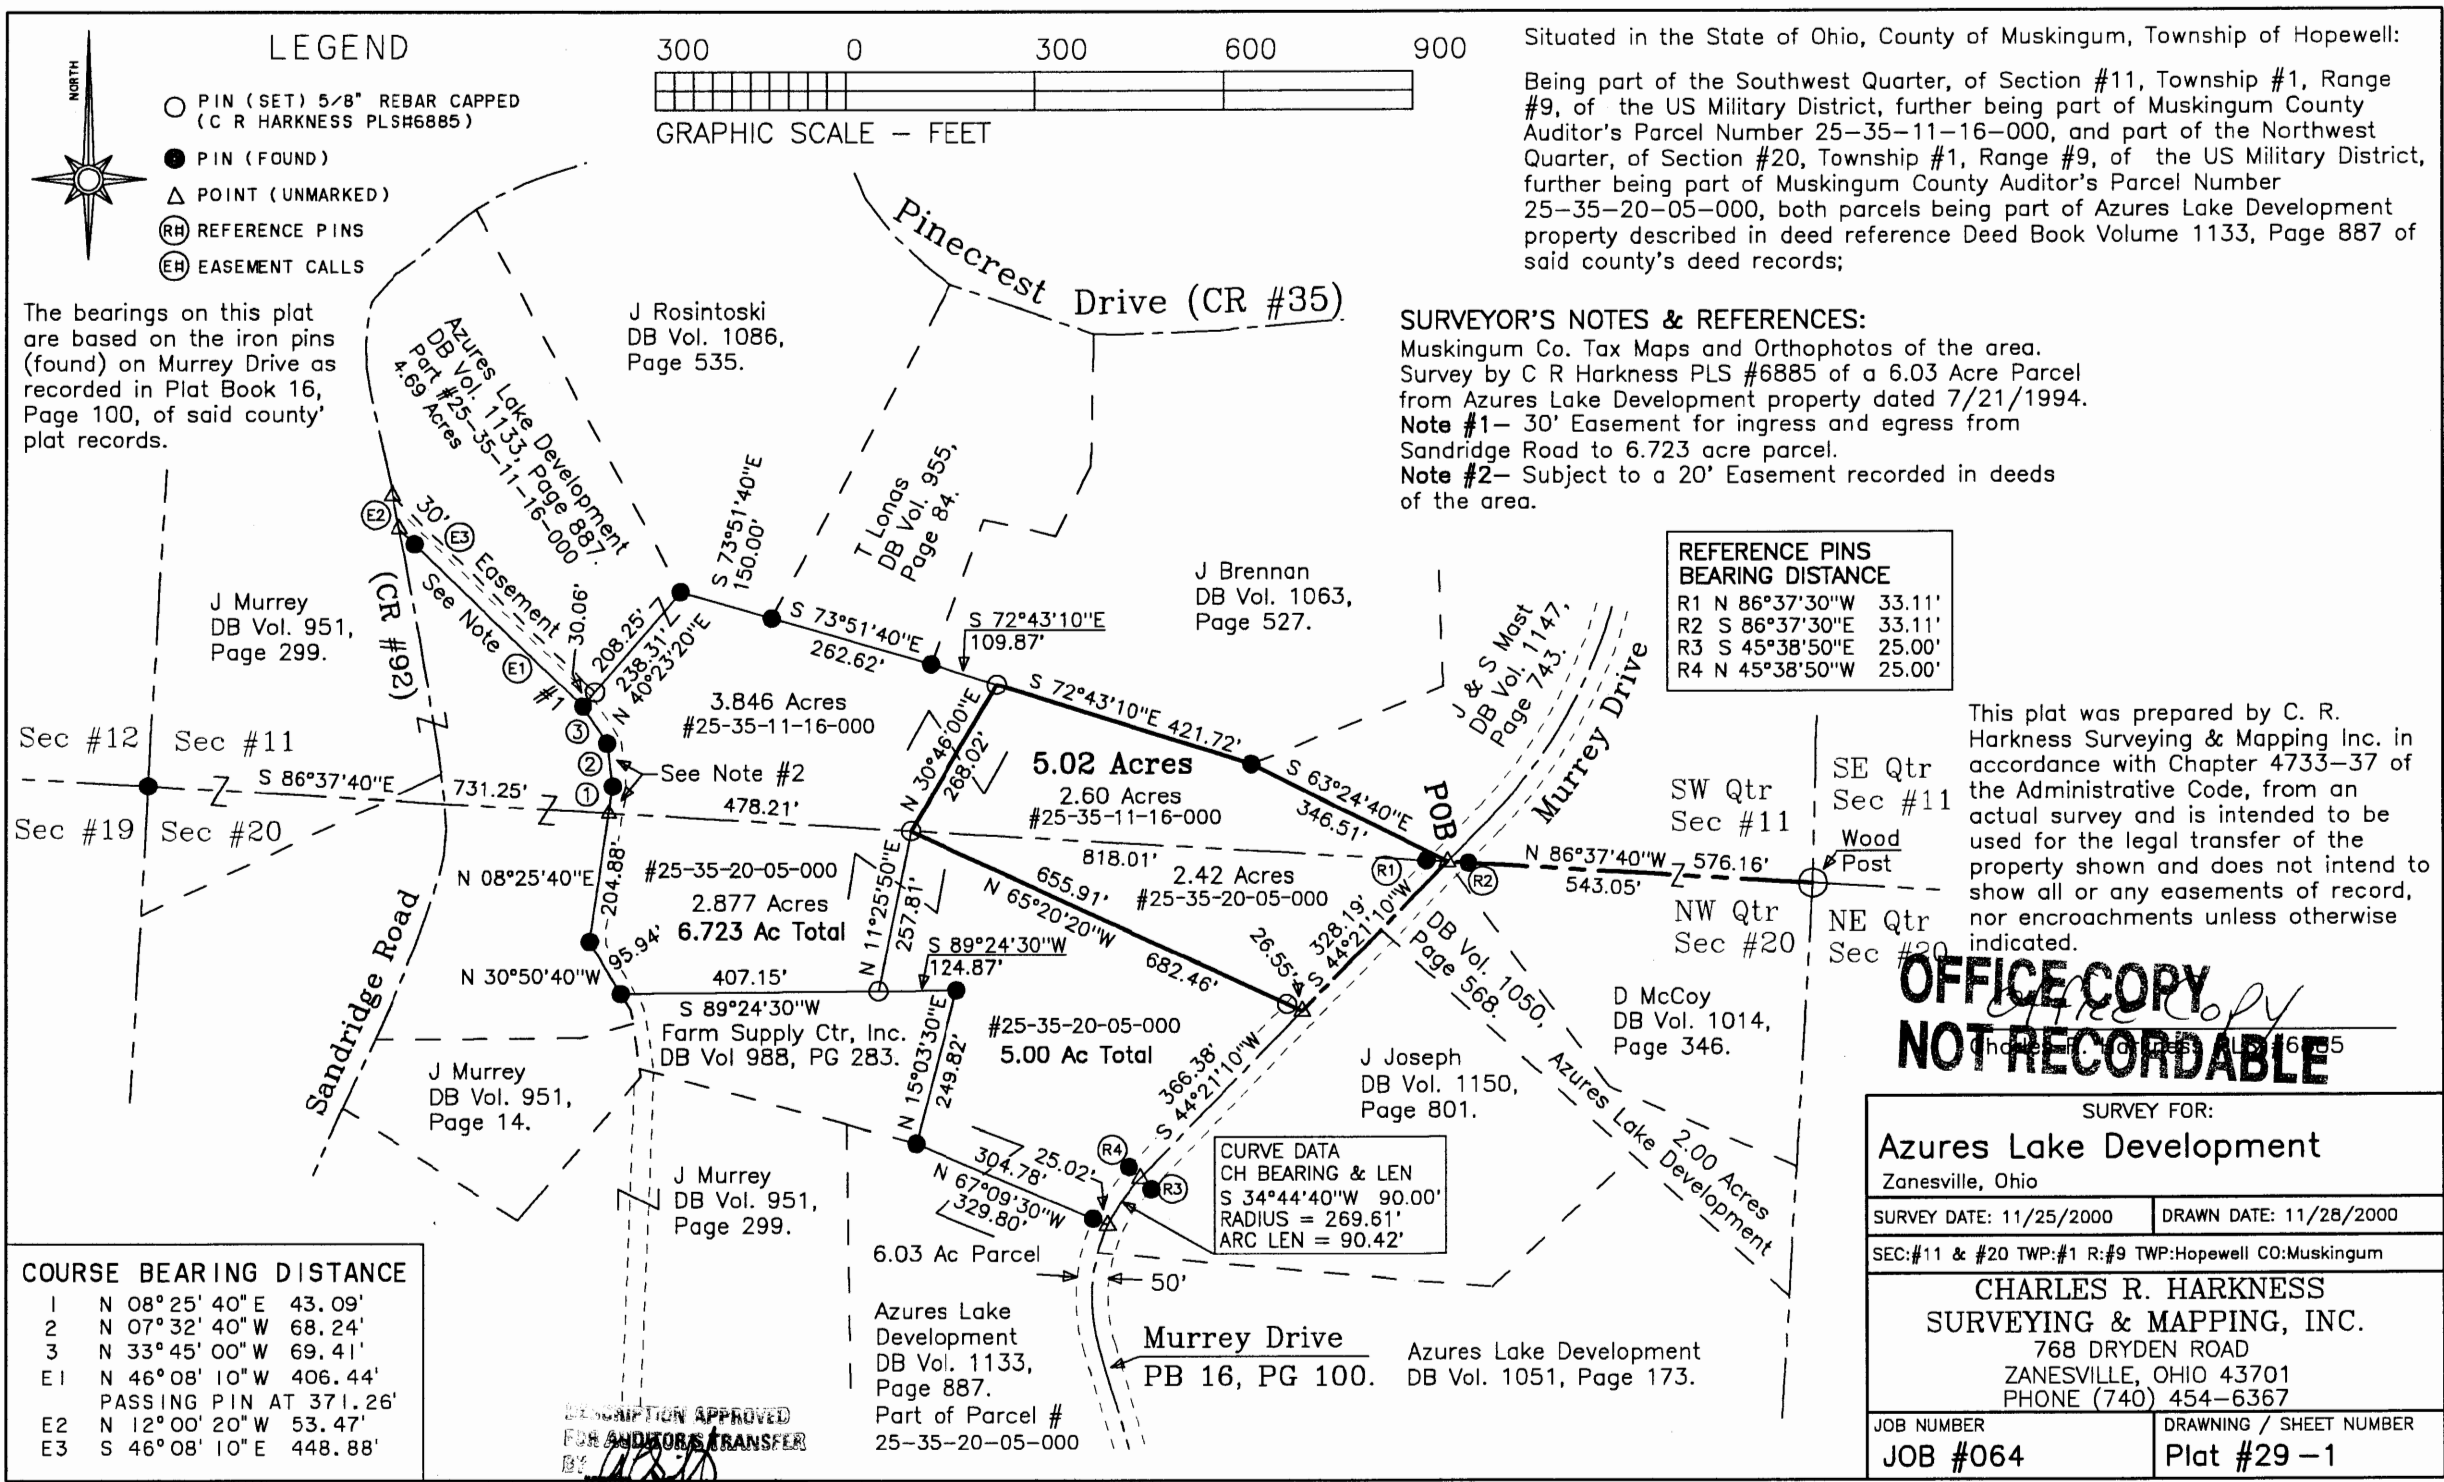 LEGEND
NORTH
PIN (SET) 5/8" REBAR CAPPED
(C R HARKNESS PLS#6885)
PIN (FOUND)
POINT (UNMARKED)
R# REFERENCE PINS
E# EASEMENT CALLS
The bearings on this plat
are based on the iron pins
(found) on Murrey Drive as
recorded in Plat Book 16,
Page 100, of said county'
plat records.
300 0 300 600 900
GRAPHIC SCALE – FEET
Situated in the State of Ohio, County of Muskingum, Township of Hopewell:
Being part of the Southwest Quarter, of Section #11, Township #1, Range
#9, of the US Military District, further being part of Muskingum County
Auditor's Parcel Number 25–35–11–16–000, and part of the Northwest
Quarter, of Section #20, Township #1, Range #9, of the US Military District,
further being part of Muskingum County Auditor's Parcel Number
25–35–20–05–000, both parcels being part of Azures Lake Development
property described in deed reference Deed Book Volume 1133, Page 887 of
said county's deed records;
SURVEYOR'S NOTES & REFERENCES:
Muskingum Co. Tax Maps and Orthophotos of the area.
Survey by C R Harkness PLS #6885 of a 6.03 Acre Parcel
from Azures Lake Development property dated 7/21/1994.
Note #1– 30' Easement for ingress and egress from
Sandridge Road to 6.723 acre parcel.
Note #2– Subject to a 20' Easement recorded in deeds
of the area.
Pinecrest Drive (CR #35)
J Rosintoski
DB Vol. 1086,
Page 535.
Azures Lake Development
DB Vol. 1133, Page 887.
Part #25–35–11–16–000
4.69 Acres
T Lonas
DB Vol. 955,
Page 84.
S 73°51'40"E
150.00'
S 73°51'40"E
262.62'
S 72°43'10"E
109.87'
J Brennan
DB Vol. 1063,
Page 527.
J & S Mast
DB Vol. 1147,
Page 743.
Murrey Drive
REFERENCE PINS
BEARING DISTANCE
R1 N 86°37'30"W 33.11'
R2 S 86°37'30"E 33.11'
R3 S 45°38'50"E 25.00'
R4 N 45°38'50"W 25.00'
E2
30' E3 Easement
See Note E1 #1
(CR #92)
30.06'
208.25'
238.31'
N 40°23'20"E
J Murrey
DB Vol. 951,
Page 299.
3.846 Acres
#25–35–11–16–000
3
2
1
See Note #2
Sec #12
Sec #11
S 86°37'40"E
731.25'
478.21'
Sec #19
Sec #20
N 30°46'00"E
268.02'
S 72°43'10"E 421.72'
5.02 Acres
2.60 Acres
#25–35–11–16–000
S 63°24'40"E
346.51'
POB
818.01'
R1
R2
N 86°37'40"W
576.16'
543.05'
SW Qtr
Sec #11
SE Qtr
Sec #11
Wood
Post
NW Qtr
Sec #20
NE Qtr
Sec #20
This plat was prepared by C. R.
Harkness Surveying & Mapping Inc. in
accordance with Chapter 4733–37 of
the Administrative Code, from an
actual survey and is intended to be
used for the legal transfer of the
property shown and does not intend to
show all or any easements of record,
nor encroachments unless otherwise
indicated.
N 08°25'40"E
204.88'
#25–35–20–05–000
2.877 Acres
6.723 Ac Total
N 11°25'50"E
257.81'
655.91'
N 65°20'20"W
682.46'
2.42 Acres
#25–35–20–05–000
26.55'
328.19'
S 44°21'10"W
DB Vol. 1050,
Page 568.
95.94'
N 30°50'40"W
407.15'
S 89°24'30"W
S 89°24'30"W
124.87'
Farm Supply Ctr, Inc.
DB Vol 988, PG 283.
N 15°03'30"E
249.82'
#25–35–20–05–000
5.00 Ac Total
366.38'
S 44°21'10"W
J Joseph
DB Vol. 1150,
Page 801.
D McCoy
DB Vol. 1014,
Page 346.
Azures Lake Development
2.00 Acres
OFFICE COPY
Office Copy
NOT RECORDABLE
Sandridge Road
J Murrey
DB Vol. 951,
Page 14.
J Murrey
DB Vol. 951,
Page 299.
304.78'
25.02'
N 67°09'30"W
329.80'
R4
R3
CURVE DATA
CH BEARING & LEN
S 34°44'40"W 90.00'
RADIUS = 269.61'
ARC LEN = 90.42'
6.03 Ac Parcel
50'
Azures Lake
Development
DB Vol. 1133,
Page 887.
Part of Parcel #
25–35–20–05–000
Murrey Drive
PB 16, PG 100.
Azures Lake Development
DB Vol. 1051, Page 173.
COURSE BEARING DISTANCE
1 N 08°25'40"E 43.09'
2 N 07°32'40"W 68.24'
3 N 33°45'00"W 69.41'
E1 N 46°08'10"W 406.44'
PASSING PIN AT 371.26'
E2 N 12°00'20"W 53.47'
E3 S 46°08'10"E 448.88'
DESCRIPTION APPROVED
FOR AUDITOR'S TRANSFER
BY
SURVEY FOR:
Azures Lake Development
Zanesville, Ohio
SURVEY DATE: 11/25/2000
DRAWN DATE: 11/28/2000
SEC:#11 & #20 TWP:#1 R:#9 TWP:Hopewell CO:Muskingum
CHARLES R. HARKNESS
SURVEYING & MAPPING, INC.
768 DRYDEN ROAD
ZANESVILLE, OHIO 43701
PHONE (740) 454–6367
JOB NUMBER
JOB #064
DRAWNING / SHEET NUMBER
Plat #29–1